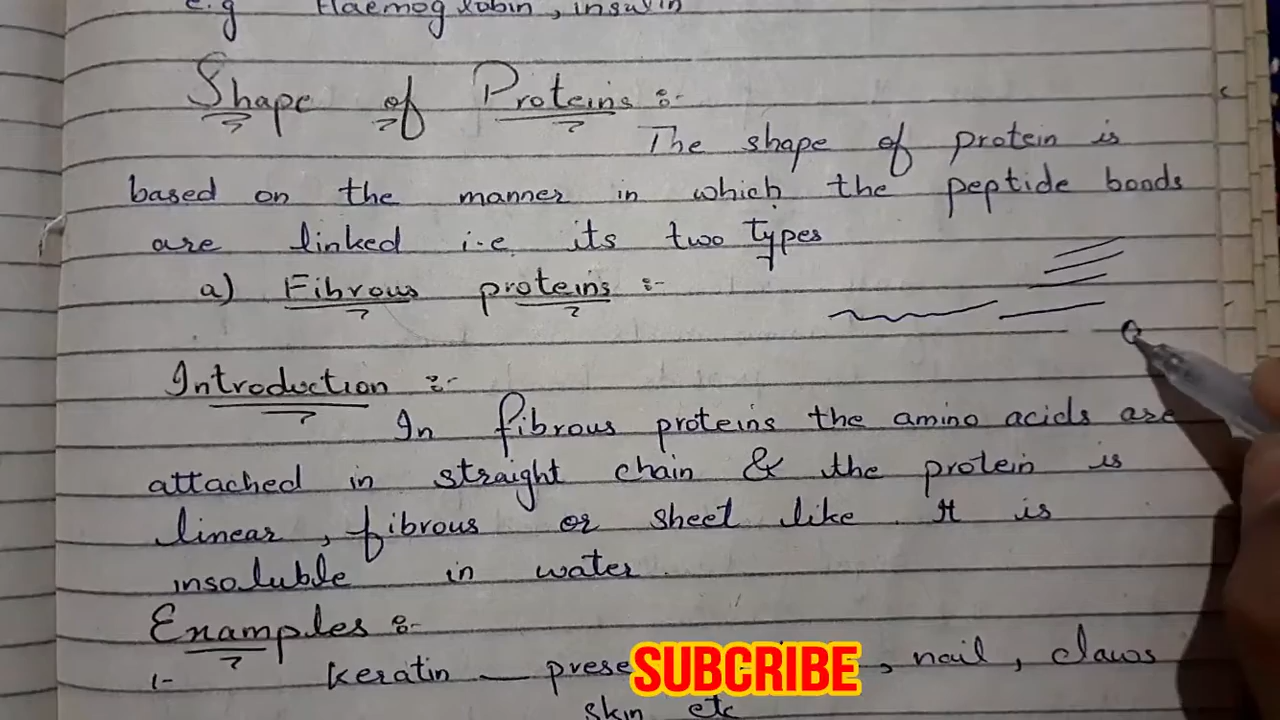 e.g Haemoglobin, insulin
Shape of Proteins :-
The shape of protein is
based on the manner in which the peptide bonds
are linked i.e its two types
a) Fibrous proteins :-
Introduction :-
In fibrous proteins the amino acids are
attached in straight chain & the protein is
linear, fibrous or sheet like. It is
insoluble in water.
Examples :-
1- Keratin — prese , nail, claws
SUBSCRIBE
skin etc